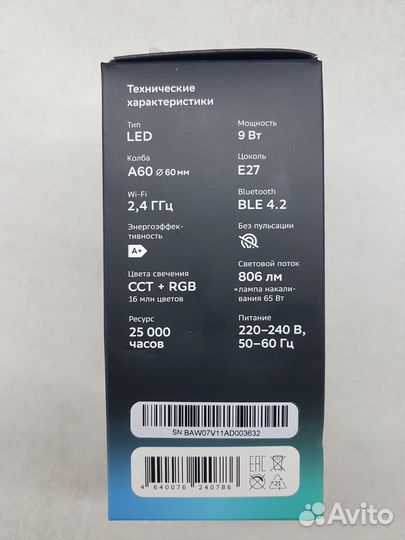 Технические
характеристики
Тип
LED
Мощность
9 Вт
Колба
A60 ⌀ 60 мм
Цоколь
E27
Wi-Fi
2,4 ГГц
Bluetooth
BLE 4.2
Энергоэффек-
тивность
A+
Без пульсации
Цвета свечения
CCT + RGB
16 млн цветов
Световой поток
806 лм
≈лампа накали-
вания 65 Вт
Ресурс
25 000
часов
Питание
220–240 В,
50–60 Гц
SN:BAW07V11AD003632
4 640076 240786
EAC
21
Avito